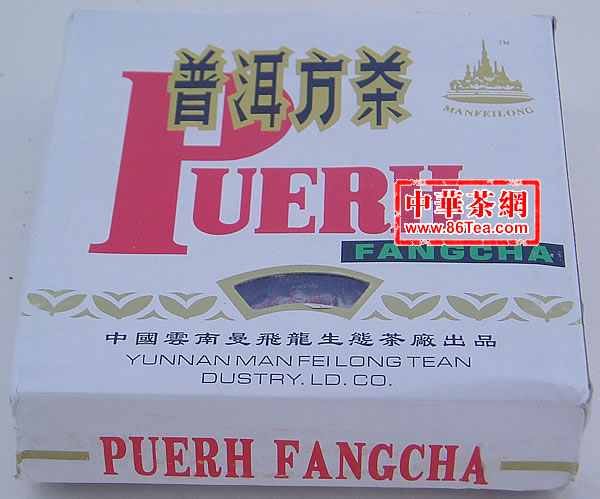 普洱方茶
TM
MANFEILONG
PUERH
中華茶網
www.86Tea.com
FANGCHA
中國雲南曼飛龍生態茶廠出品
YUNNAN MAN FEI LONG TEAN
DUSTRY. LD. CO.
PUERH FANGCHA